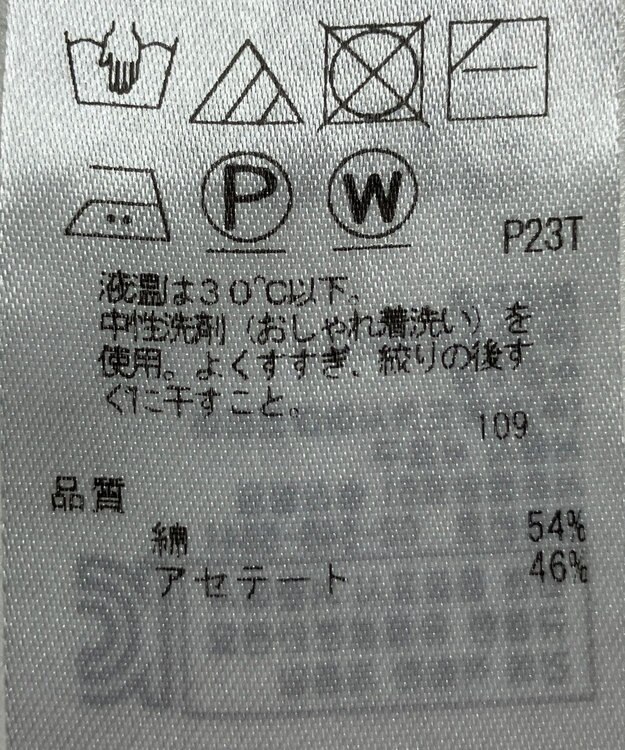 P
W
P23T
液温は30℃以下。
中性洗剤（おしゃれ着洗い）を
使用。よくすすぎ、絞りの後す
ぐに干すこと。
109
品質
綿 54%
アセテート 46%